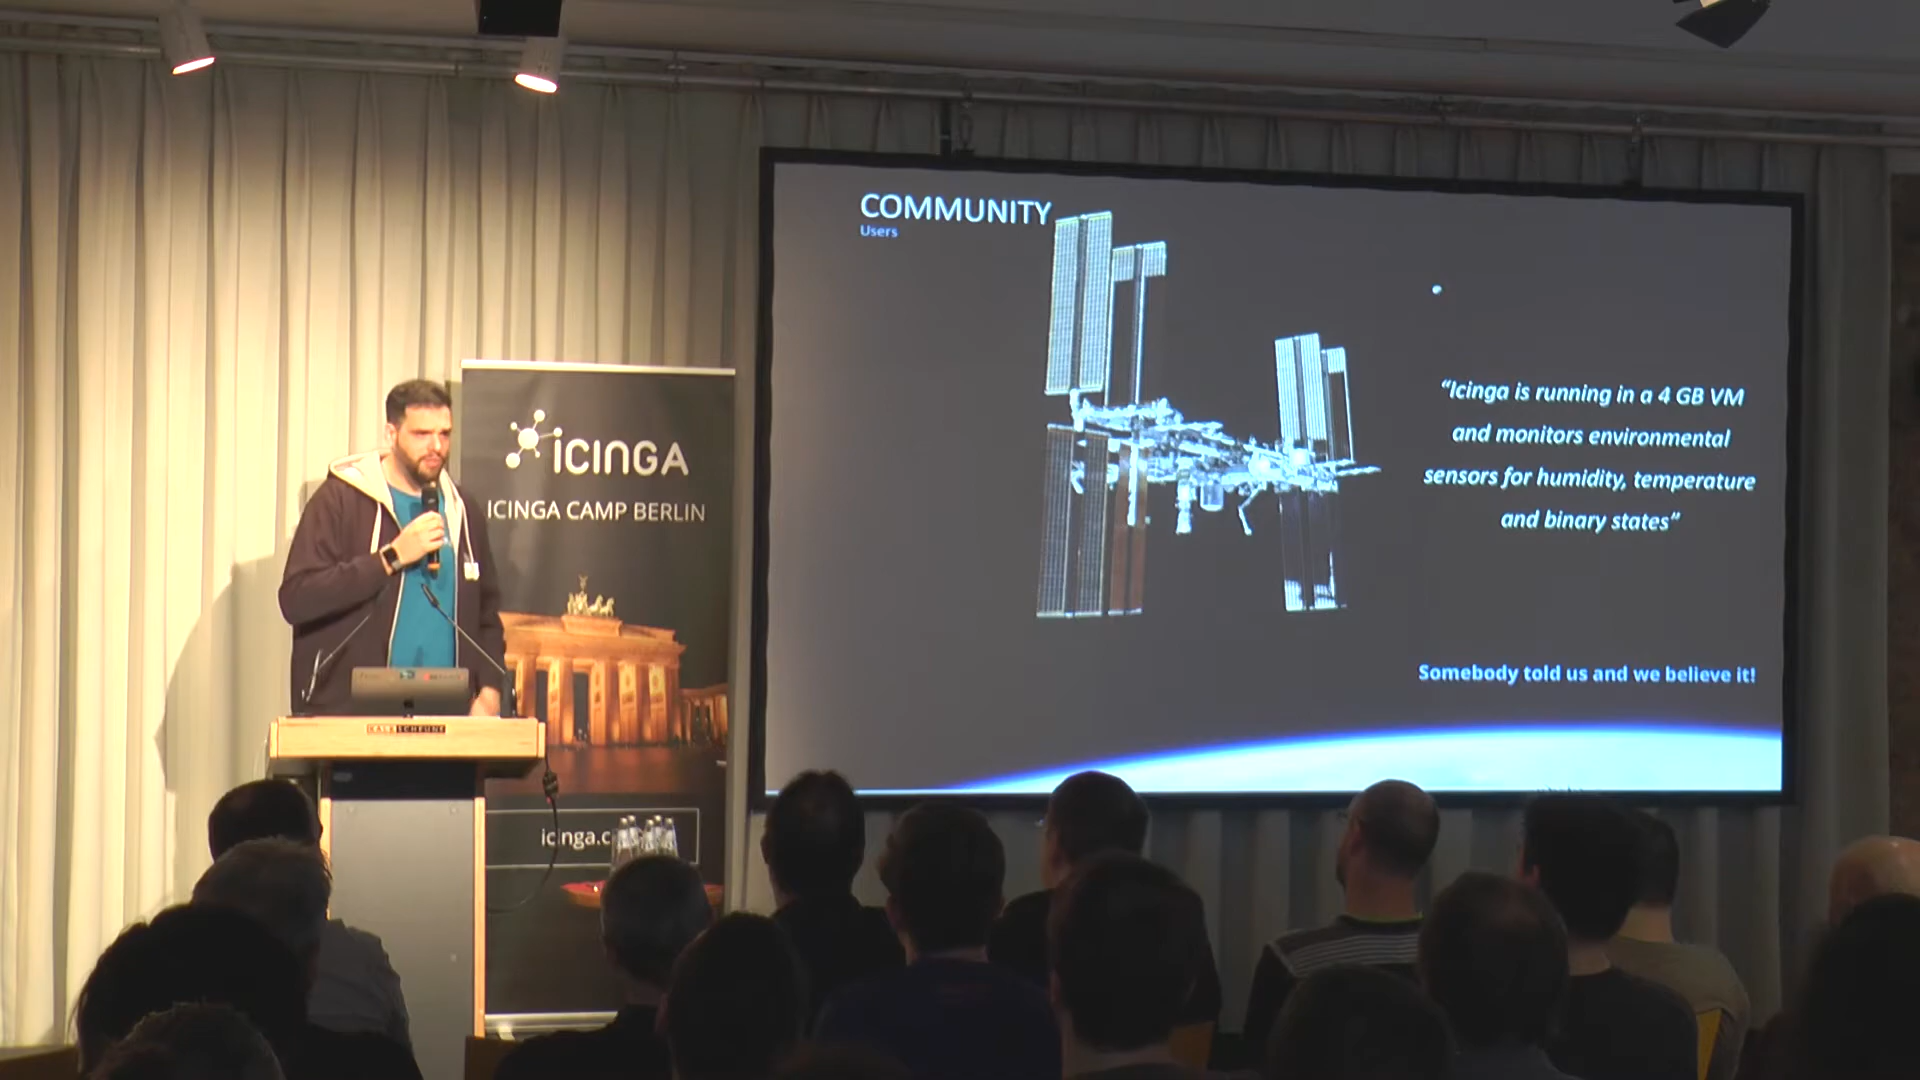 COMMUNITY
Users
“Icinga is running in a 4 GB VM
and monitors environmental
sensors for humidity, temperature
and binary states”
Somebody told us and we believe it!
ICINGA
ICINGA CAMP BERLIN
icinga.c